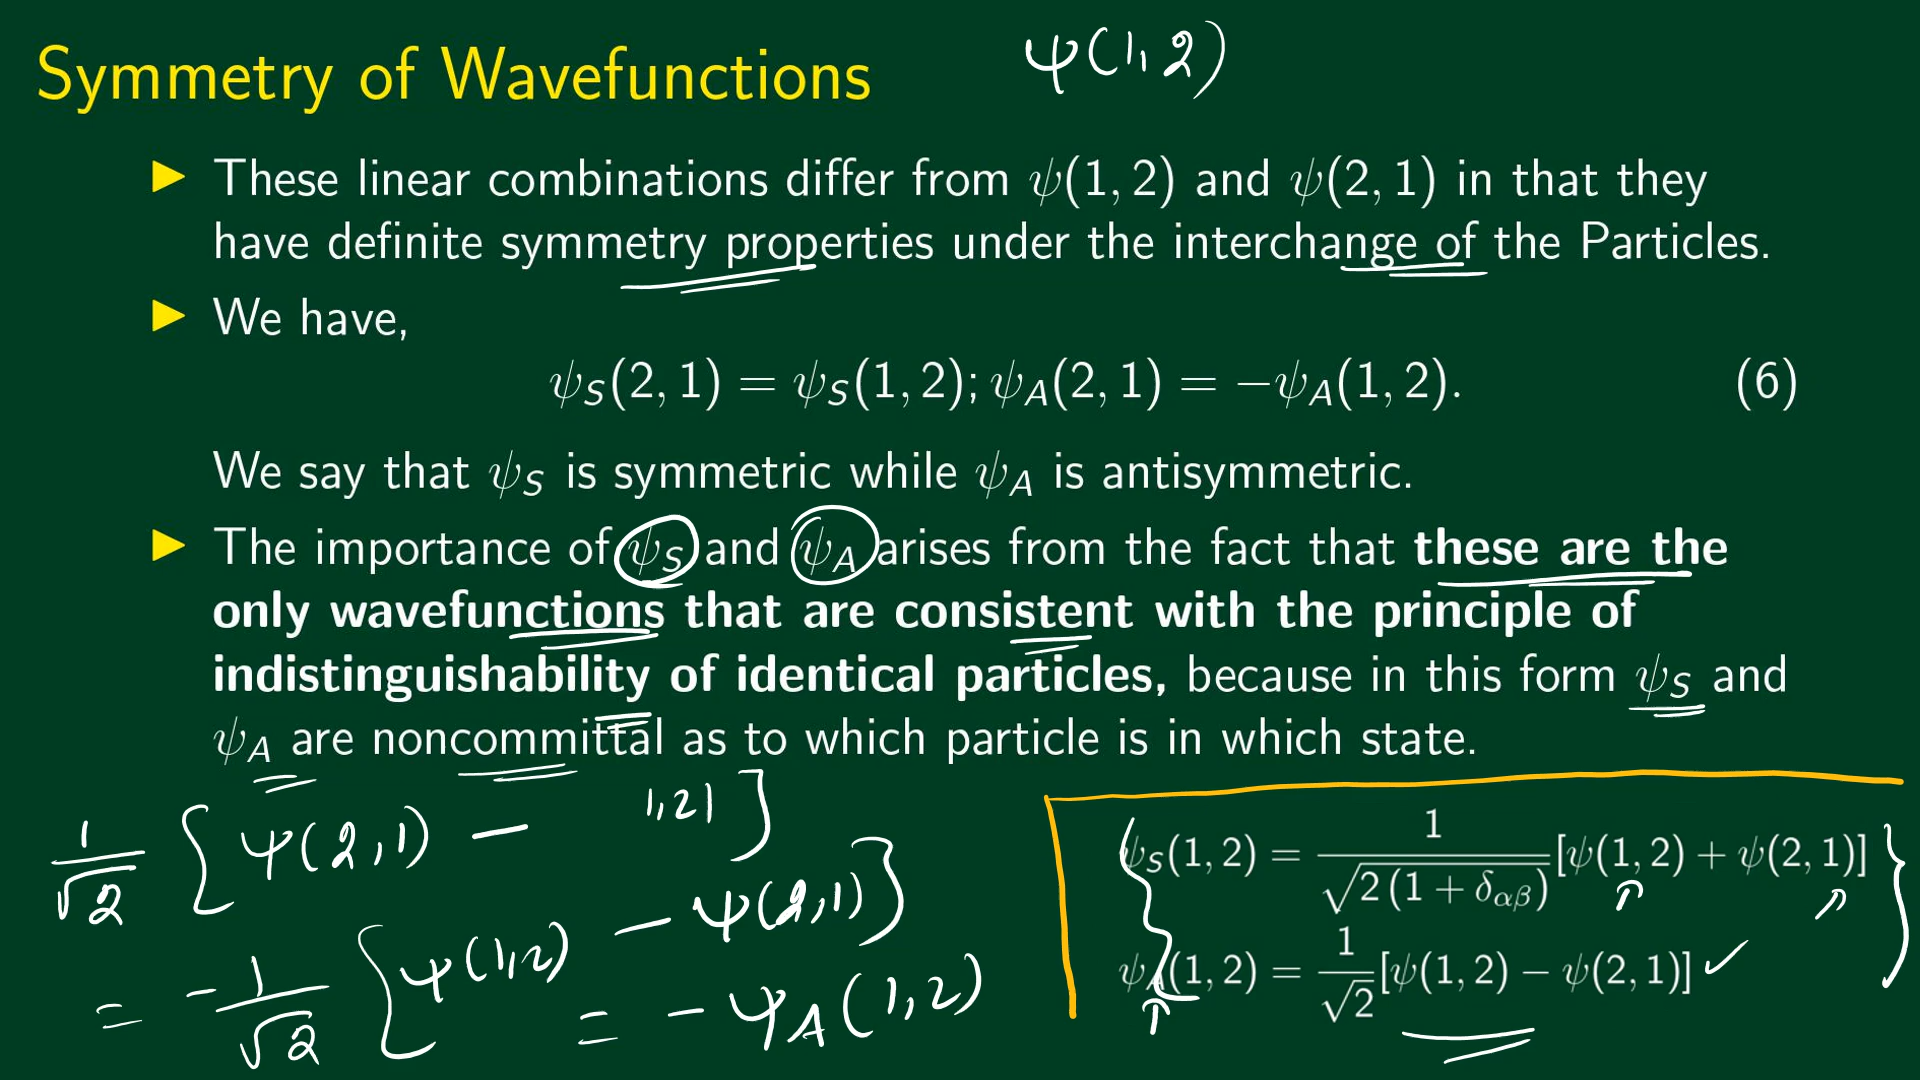 Symmetry of Wavefunctions
ψ(1,2)
▶ These linear combinations differ from ψ(1, 2) and ψ(2, 1) in that they
have definite symmetry properties under the interchange of the Particles.
▶ We have,
ψ_S(2, 1) = ψ_S(1, 2); ψ_A(2, 1) = −ψ_A(1, 2). (6)
We say that ψ_S is symmetric while ψ_A is antisymmetric.
▶ The importance of ψ_S and ψ_A arises from the fact that these are the
only wavefunctions that are consistent with the principle of
indistinguishability of identical particles, because in this form ψ_S and
ψ_A are noncommittal as to which particle is in which state.
1/√2 [ψ(2,1) − 1,2)]
= −1/√2 [ψ(1,2) − ψ(2,1)]
= −ψ_A(1,2)
ψ_S(1, 2) = 1/√(2 (1 + δ_αβ)) [ψ(1, 2) + ψ(2, 1)]
ψ_A(1, 2) = 1/√2 [ψ(1, 2) − ψ(2, 1)] ✓